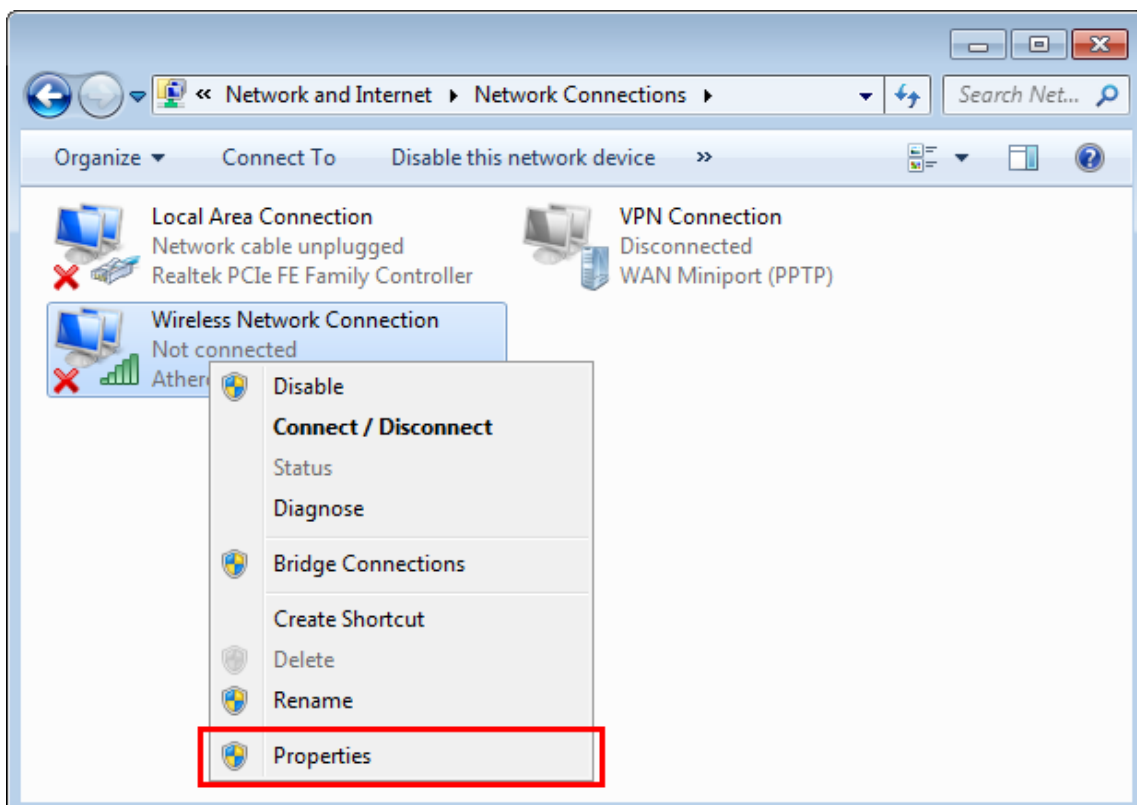 « Network and Internet ▸ Network Connections ▸
Search Net...
Organize
Connect To
Disable this network device
»
Local Area Connection
Network cable unplugged
Realtek PCIe FE Family Controller
VPN Connection
Disconnected
WAN Miniport (PPTP)
Wireless Network Connection
Not connected
Disable
Connect / Disconnect
Status
Diagnose
Bridge Connections
Create Shortcut
Delete
Rename
Properties